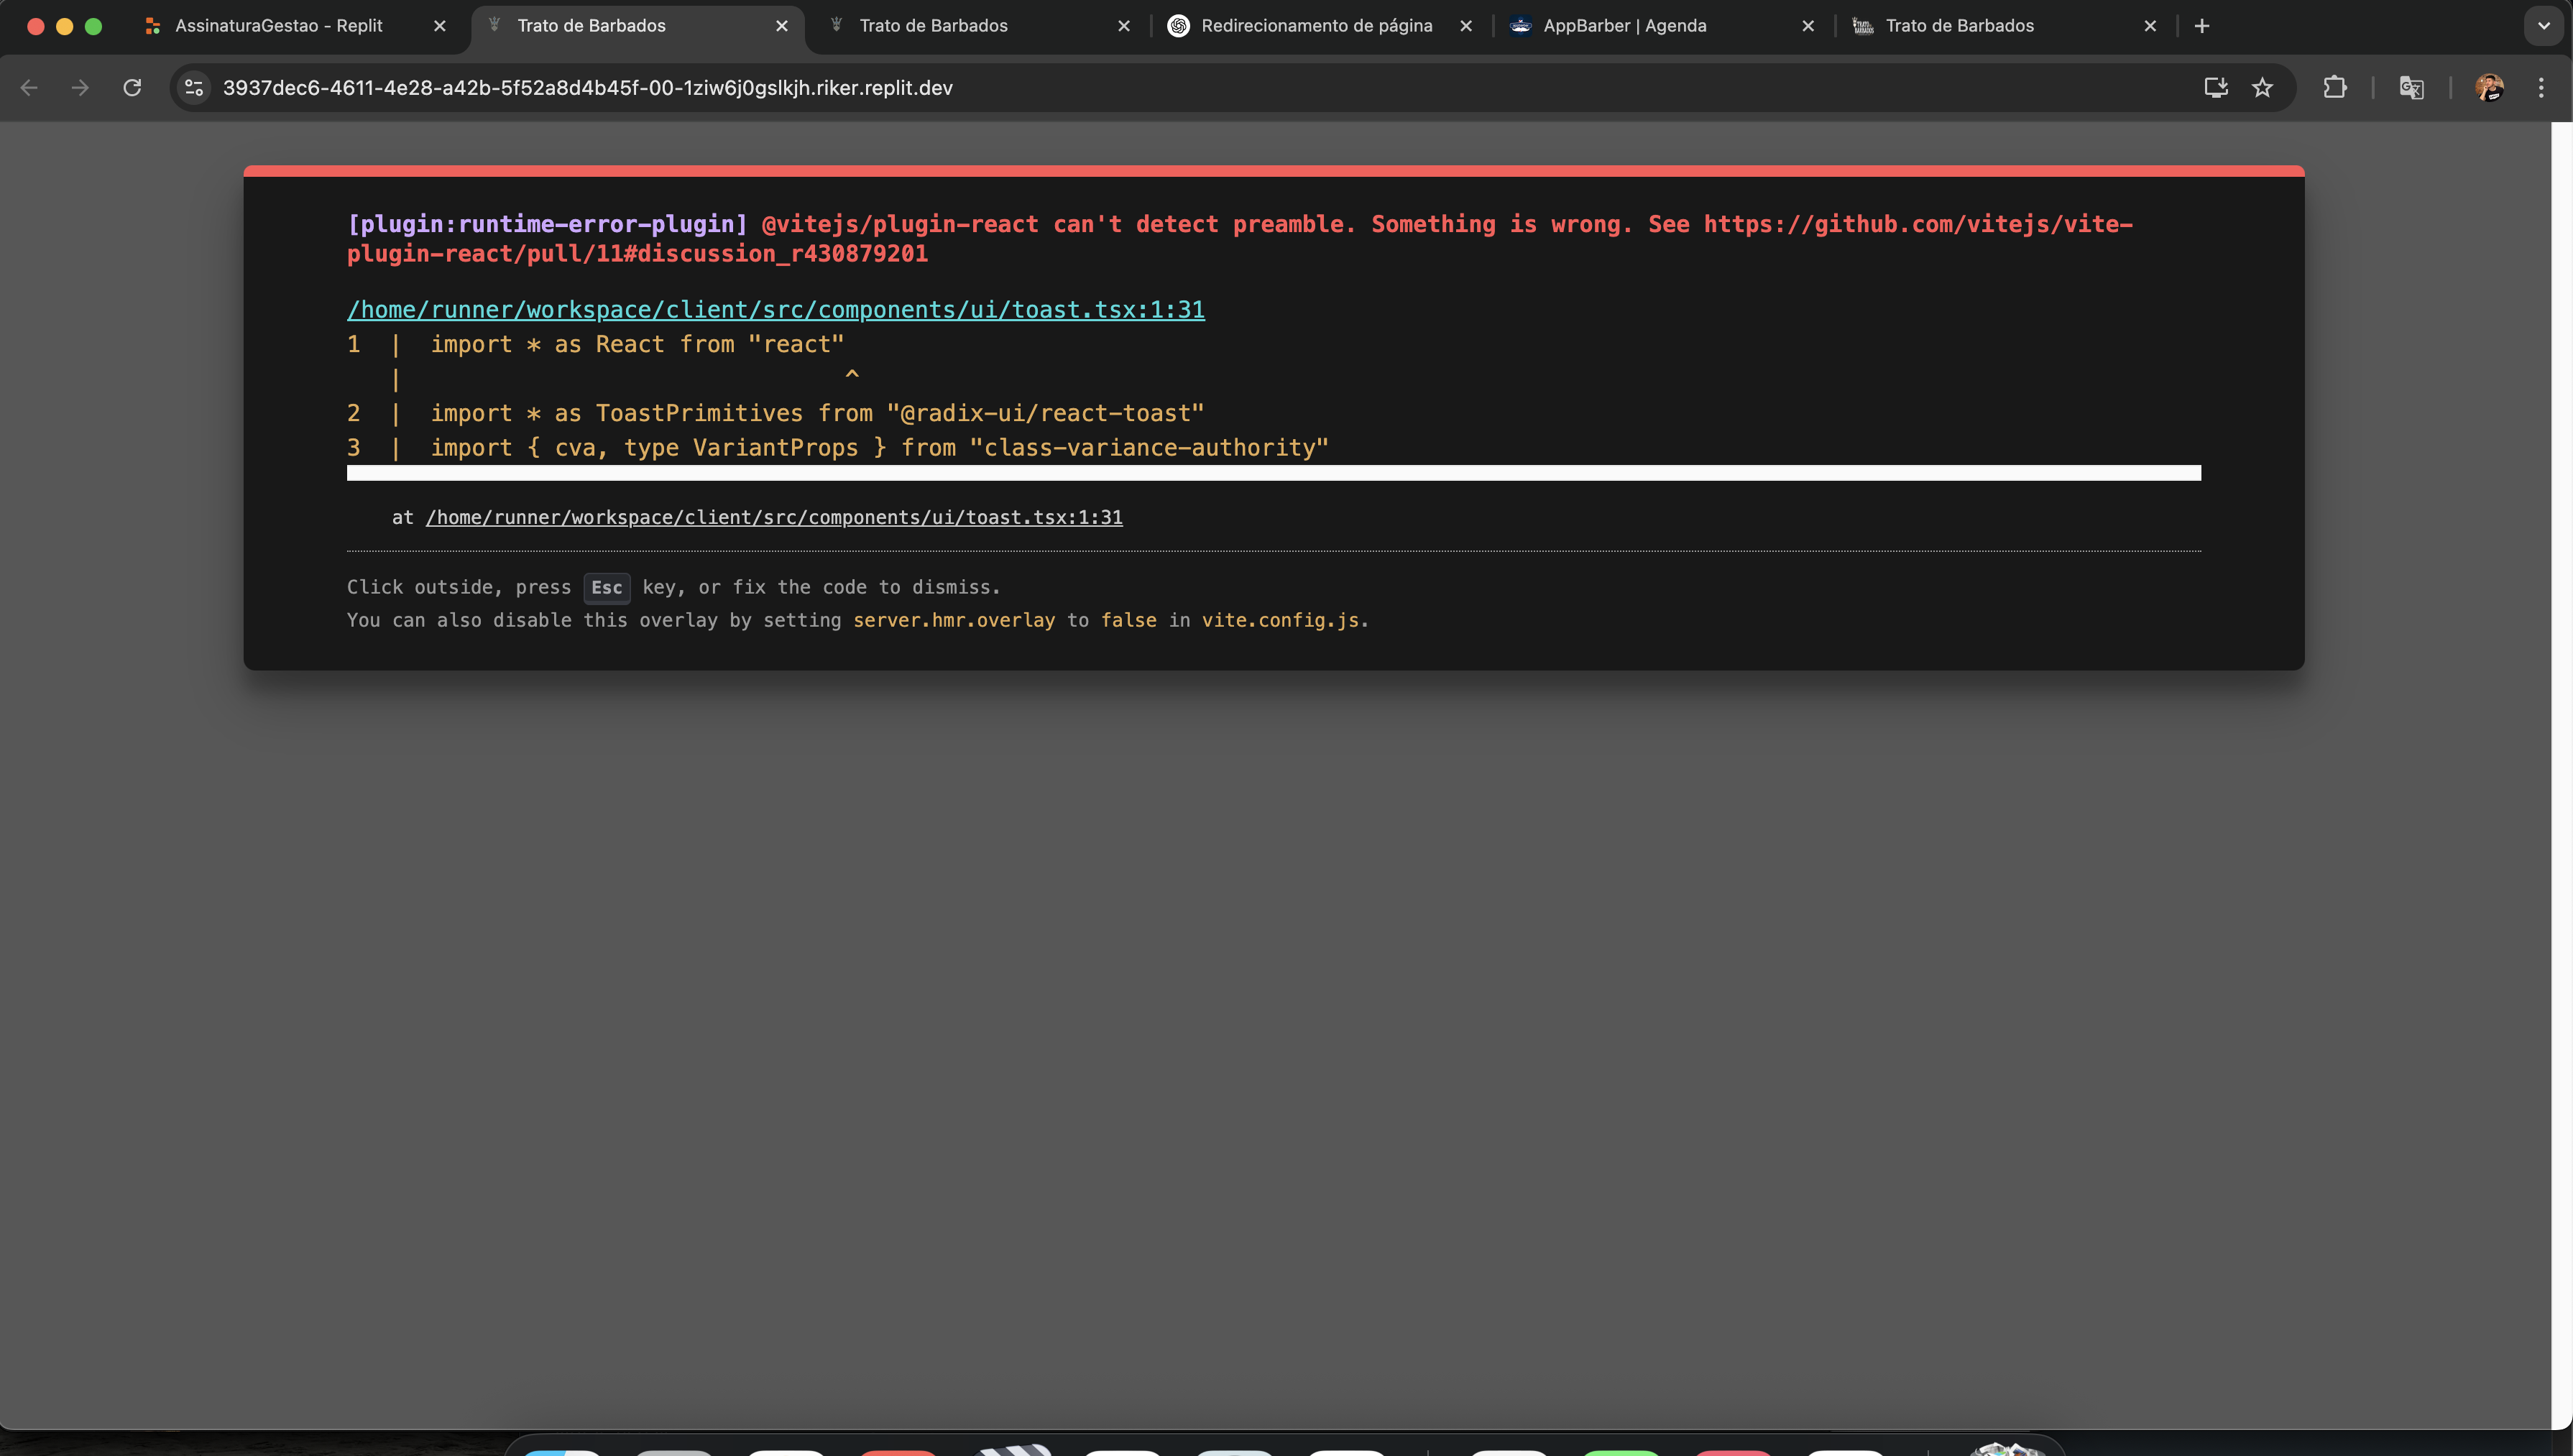 AssinaturaGestao - Replit
Trato de Barbados
Trato de Barbados
Redirecionamento de página
AppBarber | Agenda
Trato de Barbados
3937dec6-4611-4e28-a42b-5f52a8d4b45f-00-1ziw6j0gslkjh.riker.replit.dev
[plugin:runtime-error-plugin] @vitejs/plugin-react can't detect preamble. Something is wrong. See https://github.com/vitejs/vite-
plugin-react/pull/11#discussion_r430879201
/home/runner/workspace/client/src/components/ui/toast.tsx:1:31
1  |  import * as React from "react"
   |                                ^
2  |  import * as ToastPrimitives from "@radix-ui/react-toast"
3  |  import { cva, type VariantProps } from "class-variance-authority"
at /home/runner/workspace/client/src/components/ui/toast.tsx:1:31
Click outside, press Esc key, or fix the code to dismiss.
You can also disable this overlay by setting server.hmr.overlay to false in vite.config.js.